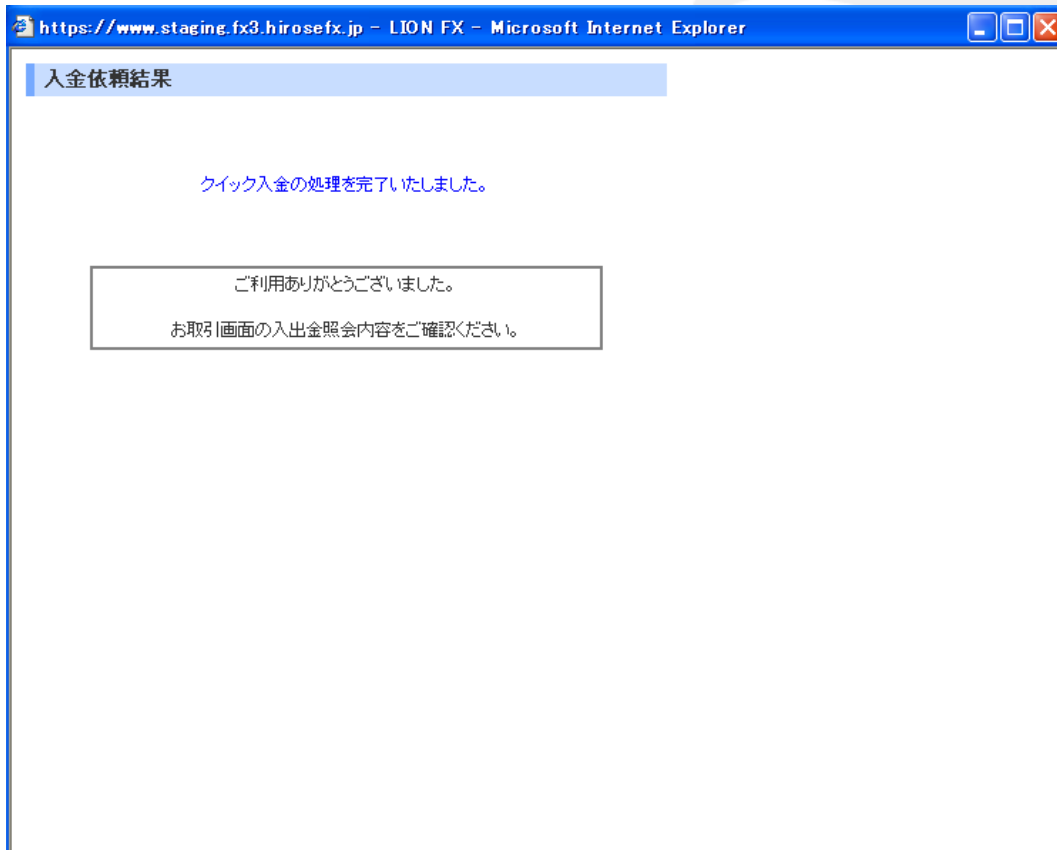 https://www.staging.fx3.hirosefx.jp - LION FX - Microsoft Internet Explorer
入金依頼結果
クイック入金の処理を完了いたしました。
ご利用ありがとうございました。
お取引画面の入出金照会内容をご確認ください。